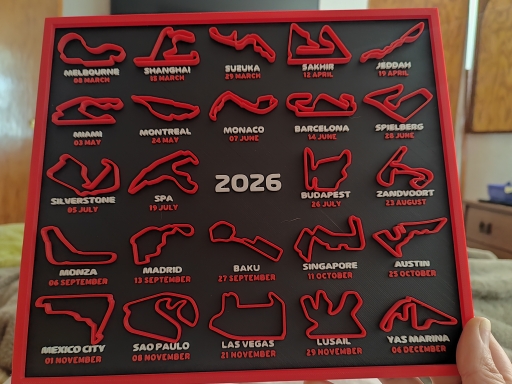 MELBOURNE
08 MARCH
SHANGHAI
15 MARCH
SUZUKA
29 MARCH
SAKHIR
12 APRIL
JEDDAH
19 APRIL
MIAMI
03 MAY
MONTREAL
24 MAY
MONACO
07 JUNE
BARCELONA
14 JUNE
SPIELBERG
28 JUNE
SILVERSTONE
05 JULY
SPA
19 JULY
2026
BUDAPEST
26 JULY
ZANDVOORT
23 AUGUST
MONZA
06 SEPTEMBER
MADRID
13 SEPTEMBER
BAKU
27 SEPTEMBER
SINGAPORE
11 OCTOBER
AUSTIN
25 OCTOBER
MEXICO CITY
01 NOVEMBER
SAO PAULO
08 NOVEMBER
LAS VEGAS
21 NOVEMBER
LUSAIL
29 NOVEMBER
YAS MARINA
06 DECEMBER